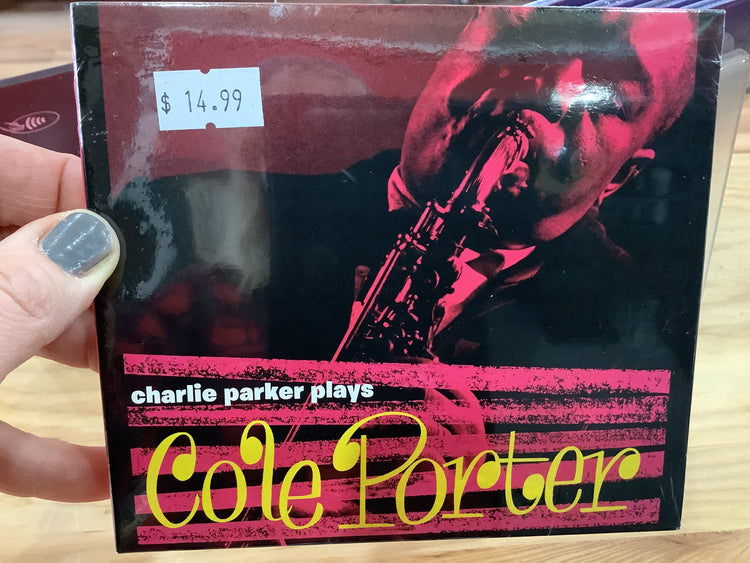 $ 14.99
charlie parker plays
Cole Porter